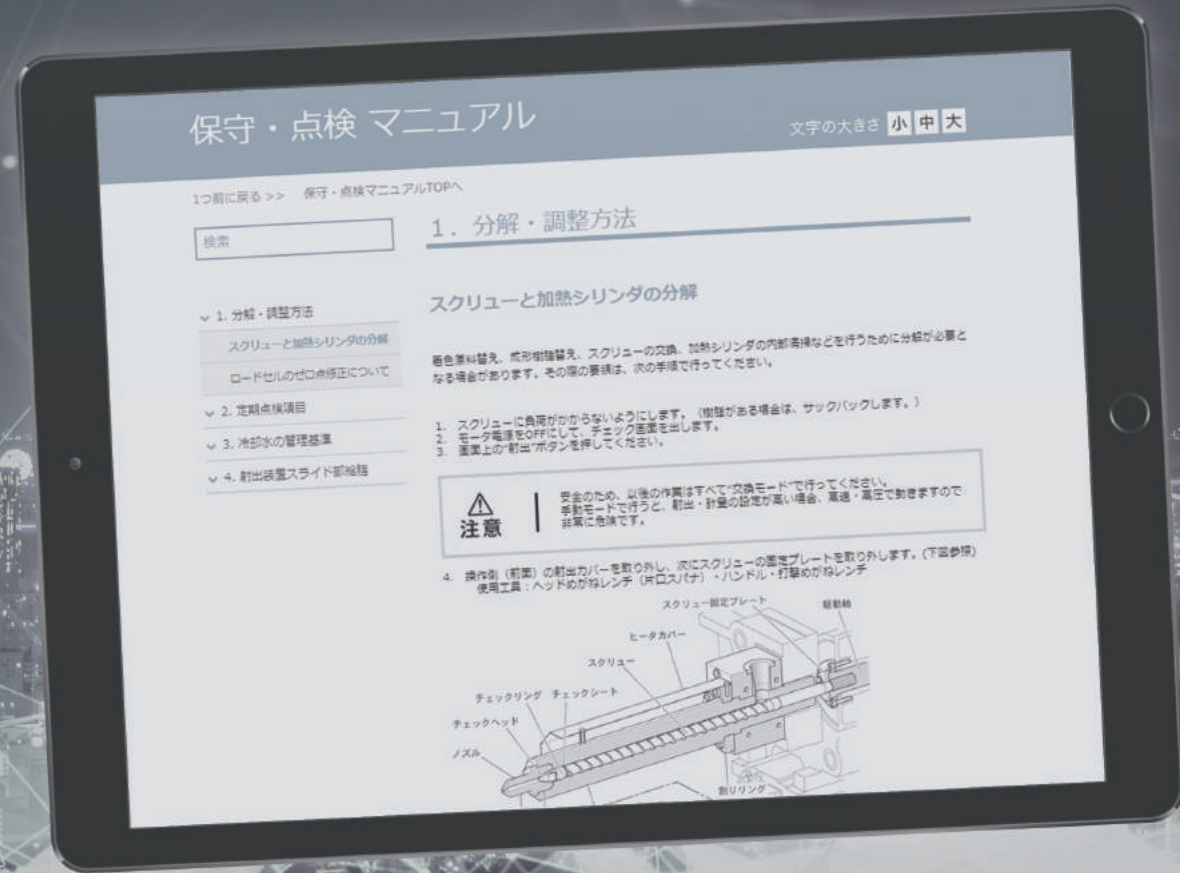 保守・点検 マニュアル
文字の大きさ 小 中 大
1つ前に戻る >> 保守・点検マニュアルTOPへ
検索
1. 分解・調整方法
スクリューと加熱シリンダの分解
ロードセルのゼロ点修正について
2. 定期点検項目
3. 冷却水の管理基準
4. 射出装置スライド部給脂
1. 分解・調整方法
スクリューと加熱シリンダの分解
着色原料替え、成形樹脂替え、スクリューの交換、加熱シリンダの内部清掃などを行うために分解が必要と
なる場合があります。その際の要領は、次の手順で行ってください。
1. スクリューに負荷がかからないようにします。(樹脂がある場合は、サックバックします。)
2. モータ電源をOFFにして、チェック画面を出します。
3. 画面上の"射出"ボタンを押してください。
注意
安全のため、以後の作業はすべて"交換モード"で行ってください。
手動モードで行うと、射出・計量の設定が高い場合、高速・高圧で動きますので
非常に危険です。
4. 操作側(前面)の射出カバーを取り外し、次にスクリューの固定プレートを取り外します。(下図参照)
使用工具:ヘッドめがねレンチ(片口スパナ)・ハンドル・打撃めがねレンチ
スクリュー固定プレート
駆動軸
ヒータカバー
スクリュー
チェックリング
チェックシート
チェックヘッド
ノズル
割りリング